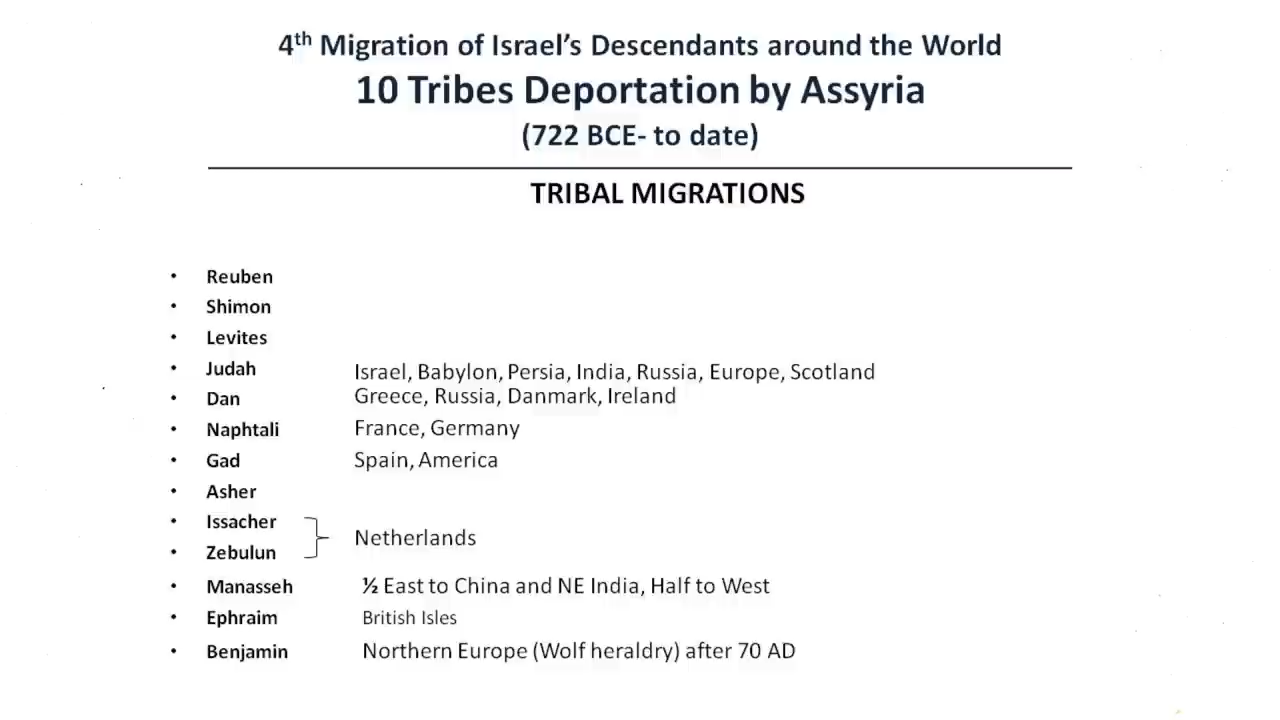 4th Migration of Israel's Descendants around the World
10 Tribes Deportation by Assyria
(722 BCE- to date)
TRIBAL MIGRATIONS
• Reuben
• Shimon
• Levites
• Judah Israel, Babylon, Persia, India, Russia, Europe, Scotland
• Dan Greece, Russia, Danmark, Ireland
• Naphtali France, Germany
• Gad Spain, America
• Asher
• Issacher
Netherlands
• Zebulun
• Manasseh ½ East to China and NE India, Half to West
• Ephraim British Isles
• Benjamin Northern Europe (Wolf heraldry) after 70 AD